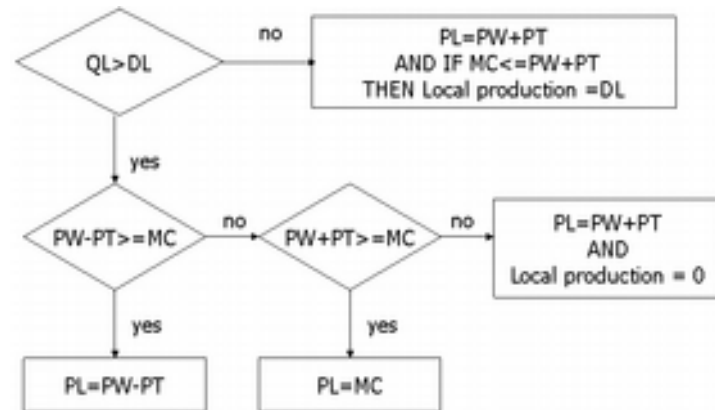 QL>DL
no
PL=PW+PT
AND IF MC<=PW+PT
THEN Local production =DL
yes
PW-PT>=MC
no
PW+PT>=MC
no
PL=PW+PT
AND
Local production = 0
yes
yes
PL=PW-PT
PL=MC